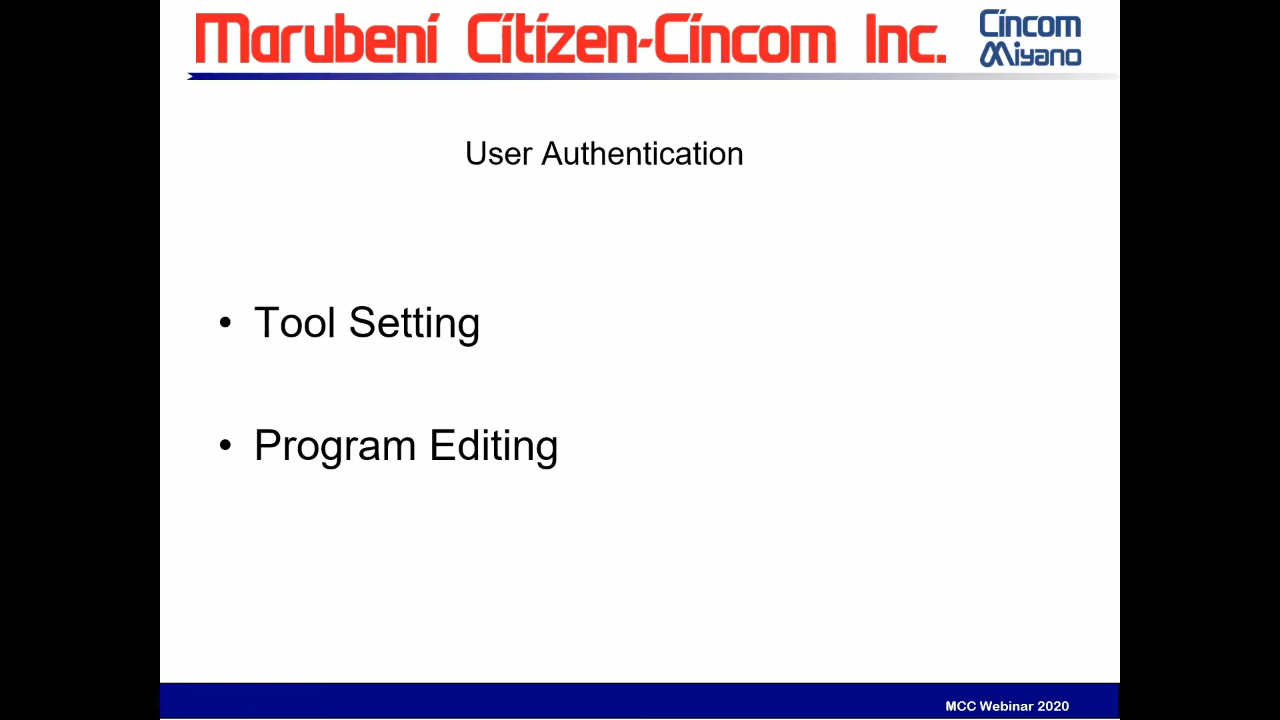 Marubeni Citizen-Cincom Inc.
Cincom
Miyano
User Authentication
• Tool Setting
• Program Editing
MCC Webinar 2020